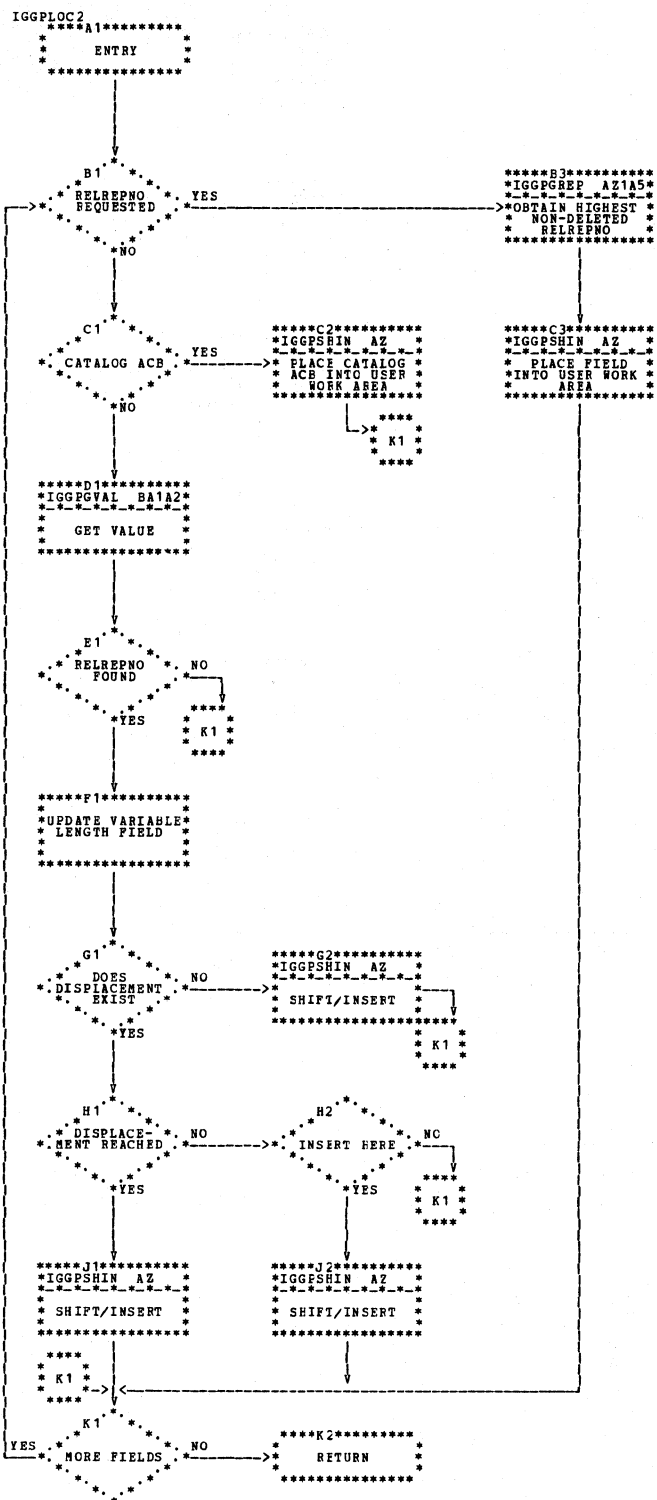 IGGPLOC2
*****A1*********
ENTRY
B1
RELREPNO
REQUESTED
YES
NO
*****B3**********
*IGGPGREP AZ1A5*
*OBTAIN HIGHEST
NON-DELETED
RELREPNO
C1
CATALOG ACB
YES
NO
*****C2**********
*IGGPSHIN AZ *
PLACE CATALOG
ACB INTO USER
WORK AREA
K1
*****C3**********
*IGGPSHIN AZ *
PLACE FIELD
*INTO USER WORK
AREA
*****D1**********
*IGGPGVAL BA1A2*
GET VALUE
E1
RELREPNO
FOUND
NO
YES
K1
*****F1**********
*UPDATE VARIABLE*
LENGTH FIELD
G1
DOES
DISPLACEMENT
EXIST
NO
YES
*****G2**********
*IGGPSHIN AZ *
SHIFT/INSERT
K1
H1
DISPLACE-
MENT REACHED
NO
YES
H2
INSERT HERE
NO
YES
K1
*****J1**********
*IGGPSHIN AZ *
SHIFT/INSERT
*****J2**********
*IGGPSHIN AZ *
SHIFT/INSERT
K1
K1
MORE FIELDS
YES
NO
****K2*********
RETURN